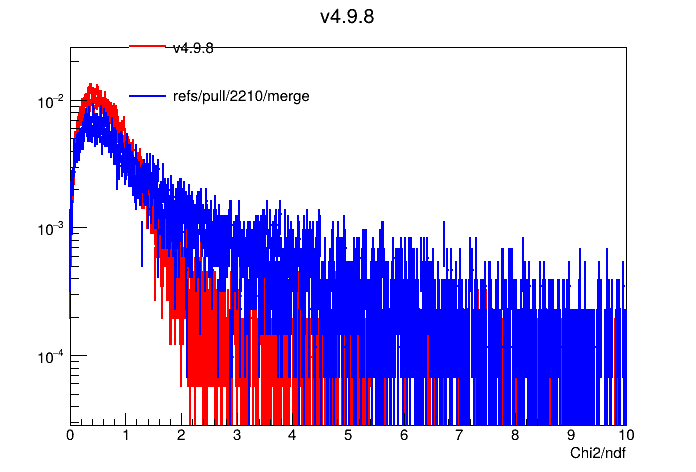 v4.9.8
v4.9.8
refs/pull/2210/merge
10⁻²
10⁻³
10⁻⁴
0 1 2 3 4 5 6 7 8 9 10
Chi2/ndf